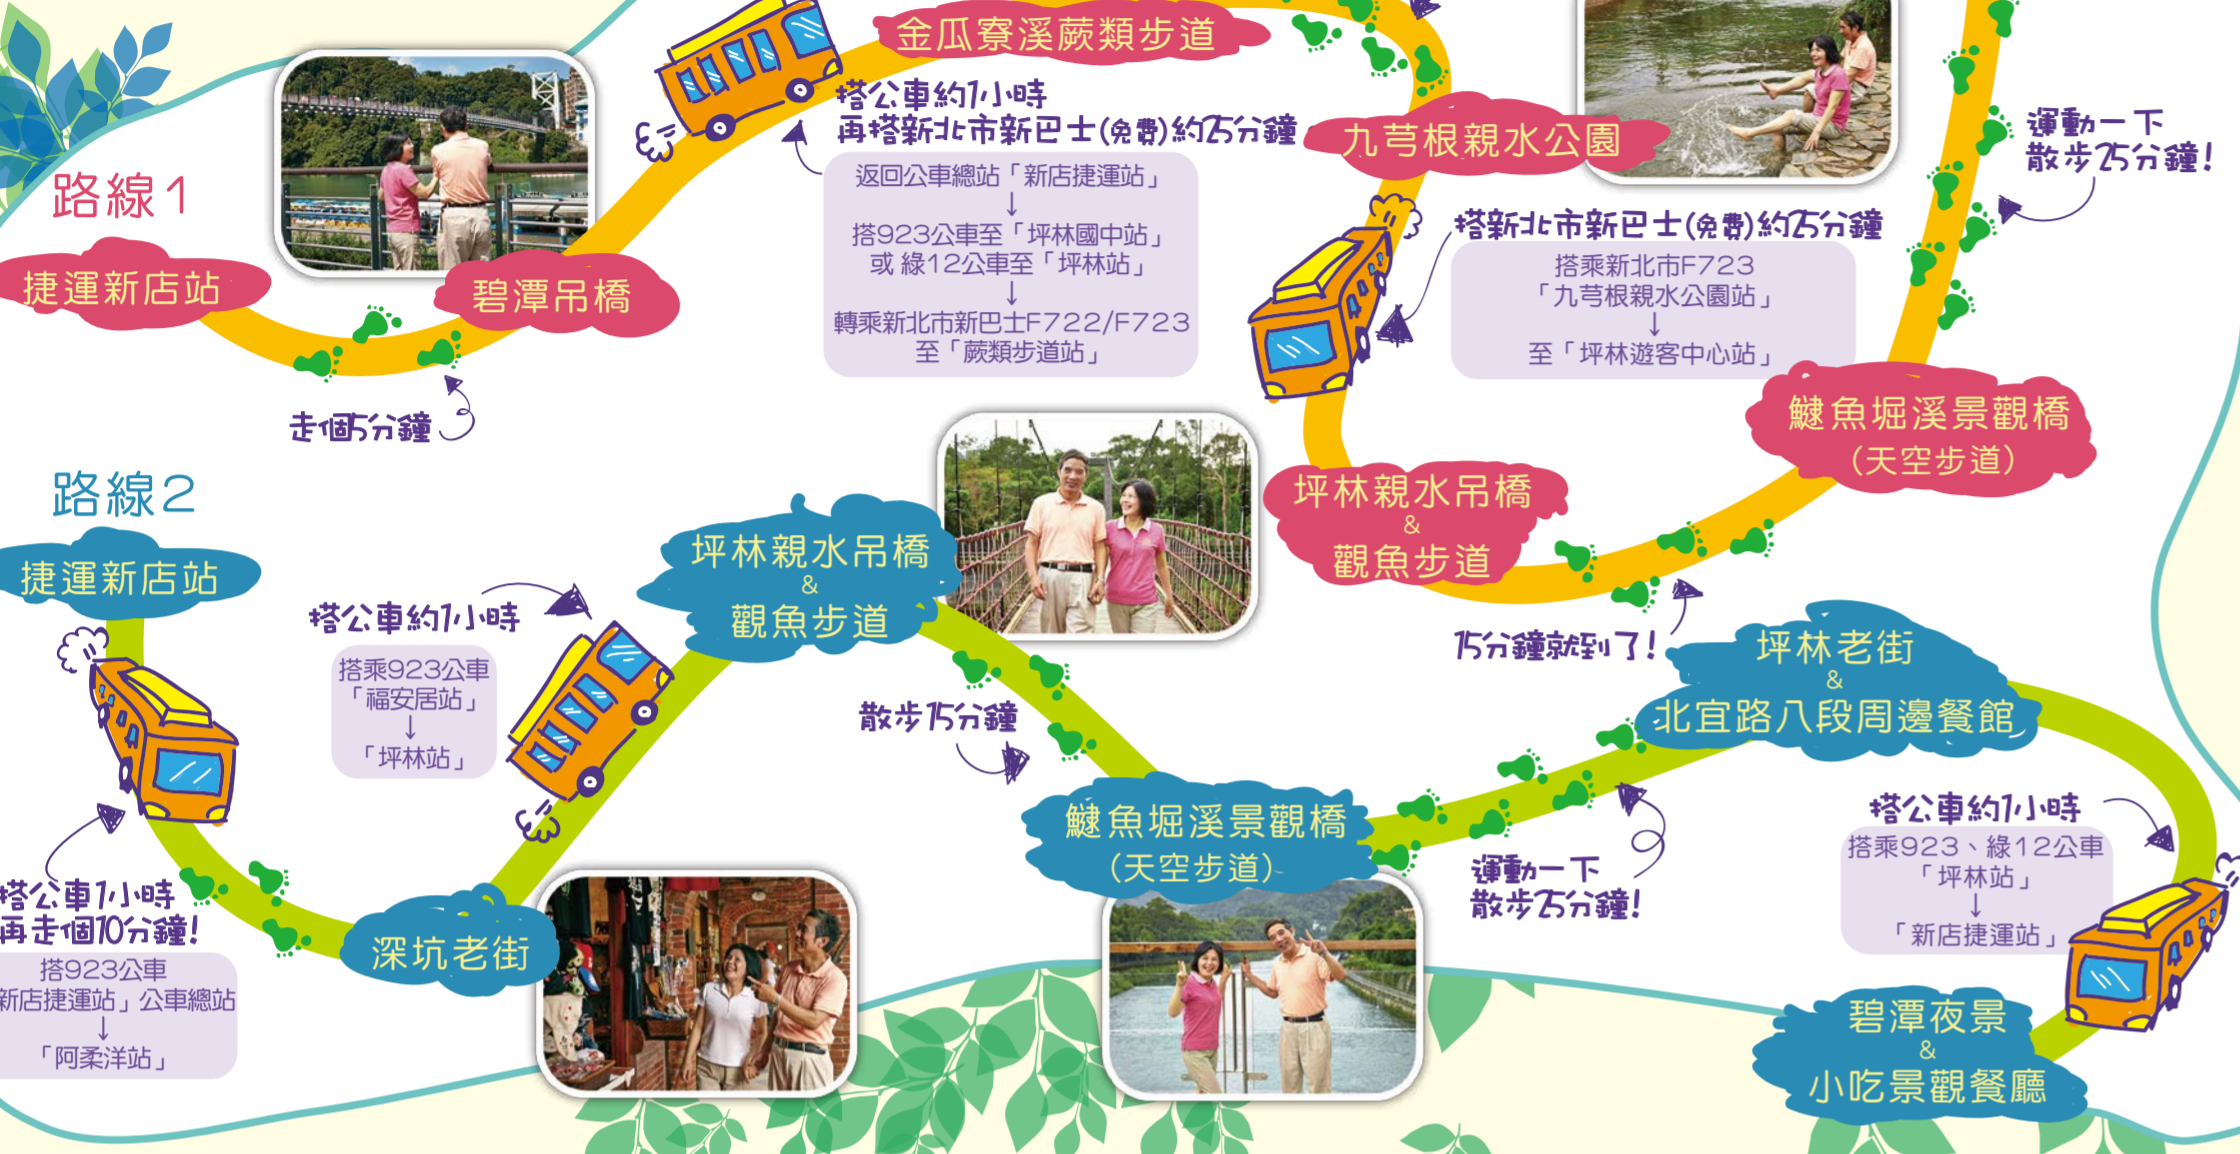 路線1
捷運新店站
走個5分鐘
碧潭吊橋
搭公車約1小時
再搭新北市新巴士(免費)約25分鐘
返回公車總站「新店捷運站」
↓
搭923公車至「坪林國中站」
或 綠12公車至「坪林站」
↓
轉乘新北市新巴士F722/F723
至「蕨類步道站」
金瓜寮溪蕨類步道
九芎根親水公園
搭新北市新巴士(免費)約25分鐘
搭乘新北市F723
「九芎根親水公園站」
↓
至「坪林遊客中心站」
坪林親水吊橋
&
觀魚步道
15分鐘就到了!
鱸魚堀溪景觀橋
(天空步道)
運動一下
散步25分鐘!
路線2
捷運新店站
搭公車1小時
再走個10分鐘!
搭923公車
新店捷運站」公車總站
↓
「阿柔洋站」
深坑老街
搭公車約1小時
搭乘923公車
「福安居站」
↓
「坪林站」
坪林親水吊橋
&
觀魚步道
散步15分鐘
鱸魚堀溪景觀橋
(天空步道)
運動一下
散步25分鐘!
坪林老街
&
北宜路八段周邊餐館
搭公車約1小時
搭乘923、綠12公車
「坪林站」
↓
「新店捷運站」
碧潭夜景
&
小吃景觀餐廳